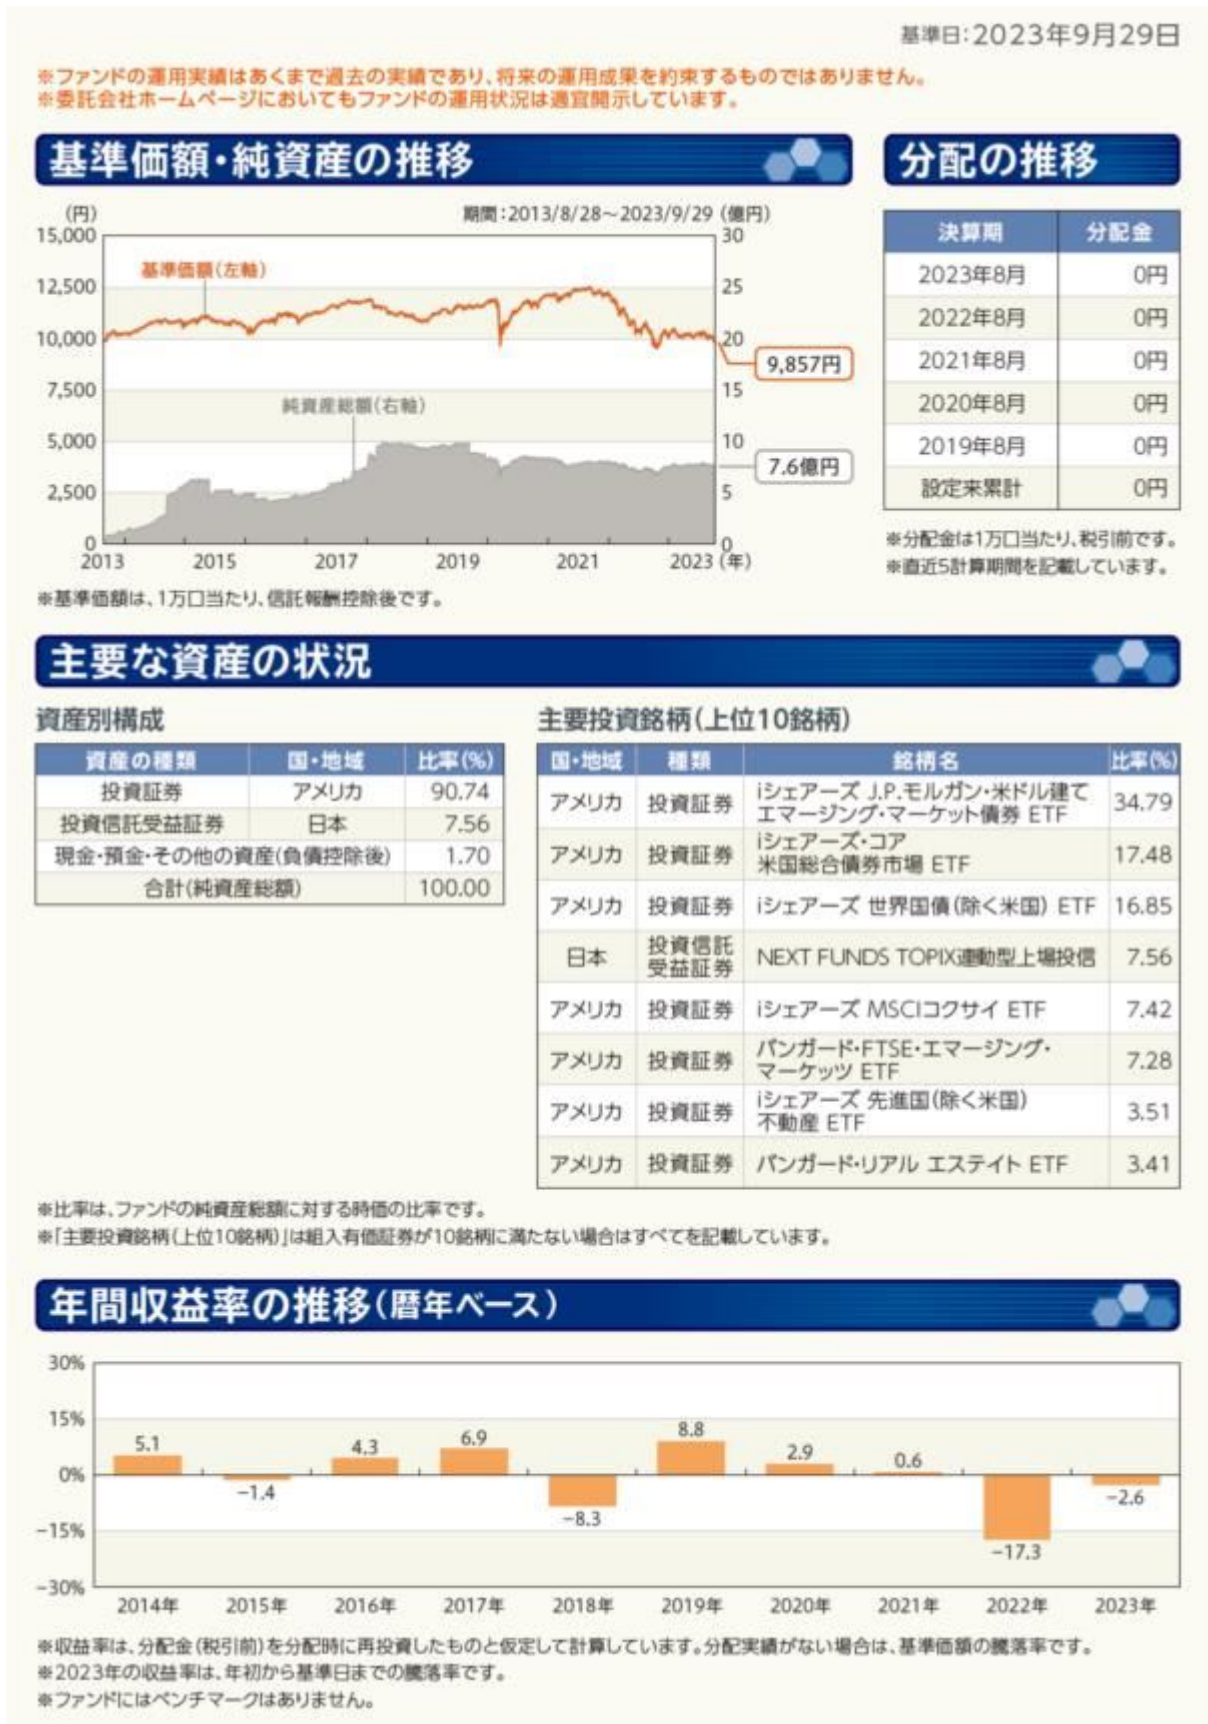 基準日:2023年9月29日
※ファンドの運用実績はあくまで過去の実績であり、将来の運用成果を約束するものではありません。
※委託会社ホームページにおいてもファンドの運用状況は適宜開示しています。
基準価額・純資産の推移
(円)
期間:2013/8/28～2023/9/29
(億円)
15,000
12,500
10,000
7,500
5,000
2,500
0
30
25
20
15
10
5
0
基準価額(左軸)
純資産総額(右軸)
9,857円
7.6億円
2013 2015 2017 2019 2021 2023 (年)
※基準価額は、1万口当たり、信託報酬控除後です。
分配の推移
決算期 分配金
2023年8月 0円
2022年8月 0円
2021年8月 0円
2020年8月 0円
2019年8月 0円
設定来累計 0円
※分配金は1万口当たり、税引前です。
※直近5計算期間を記載しています。
主要な資産の状況
資産別構成
資産の種類 国・地域 比率(%)
投資証券 アメリカ 90.74
投資信託受益証券 日本 7.56
現金・預金・その他の資産(負債控除後) 1.70
合計(純資産総額) 100.00
主要投資銘柄(上位10銘柄)
国・地域 種類 銘柄名 比率(%)
アメリカ 投資証券 iシェアーズ J.P.モルガン・米ドル建て
エマージング・マーケット債券 ETF 34.79
アメリカ 投資証券 iシェアーズ・コア
米国総合債券市場 ETF 17.48
アメリカ 投資証券 iシェアーズ 世界国債(除く米国) ETF 16.85
日本 投資信託
受益証券 NEXT FUNDS TOPIX連動型上場投信 7.56
アメリカ 投資証券 iシェアーズ MSCIコクサイ ETF 7.42
アメリカ 投資証券 バンガード・FTSE・エマージング・
マーケッツ ETF 7.28
アメリカ 投資証券 iシェアーズ 先進国(除く米国)
不動産 ETF 3.51
アメリカ 投資証券 バンガード・リアル エステイト ETF 3.41
※比率は、ファンドの純資産総額に対する時価の比率です。
※「主要投資銘柄(上位10銘柄)」は組入有価証券が10銘柄に満たない場合はすべてを記載しています。
年間収益率の推移(暦年ベース)
30%
15%
0%
−15%
−30%
5.1
−1.4
4.3
6.9
−8.3
8.8
2.9
0.6
−17.3
−2.6
2014年 2015年 2016年 2017年 2018年 2019年 2020年 2021年 2022年 2023年
※収益率は、分配金(税引前)を分配時に再投資したものと仮定して計算しています。分配実績がない場合は、基準価額の騰落率です。
※2023年の収益率は、年初から基準日までの騰落率です。
※ファンドにはベンチマークはありません。